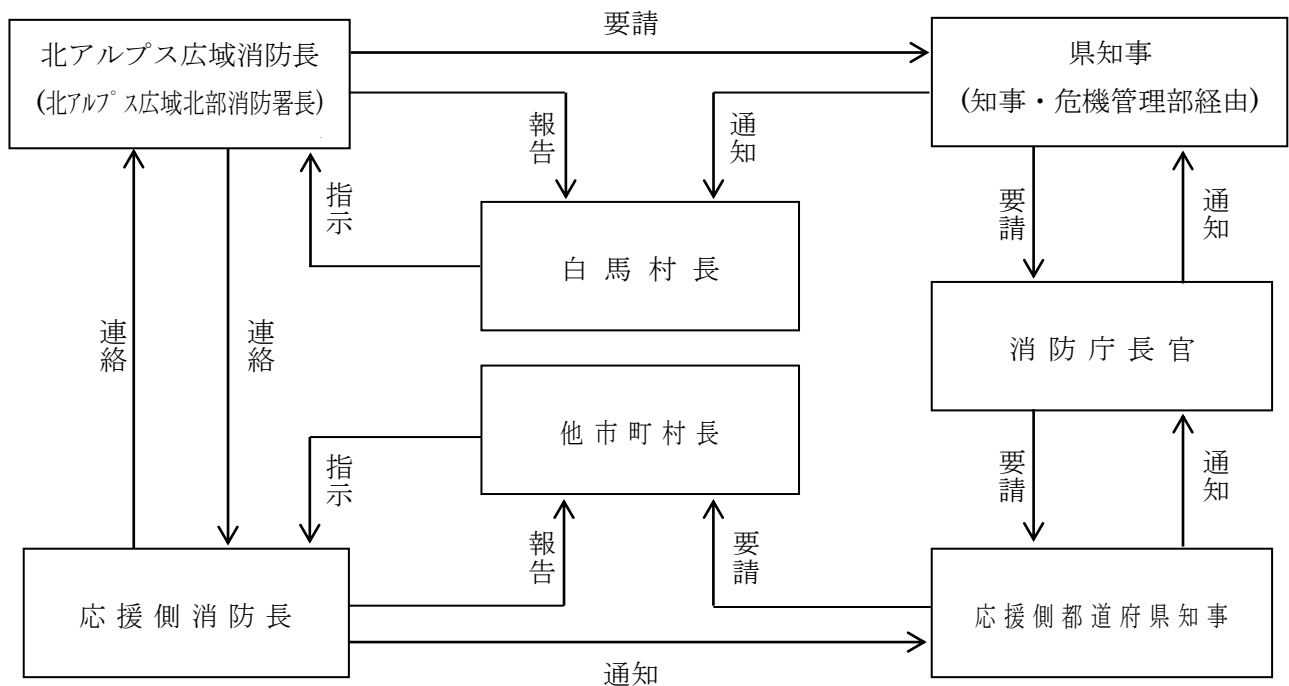 要請
北アルプス広域消防長
(北アルプス広域北部消防署長)
県知事
(知事・危機管理部経由)
報告
通知
指示
要請
通知
白馬村長
連絡
連絡
消防庁長官
他市町村長
指示
要請
通知
報告
要請
応援側消防長
応援側都道府県知事
通知